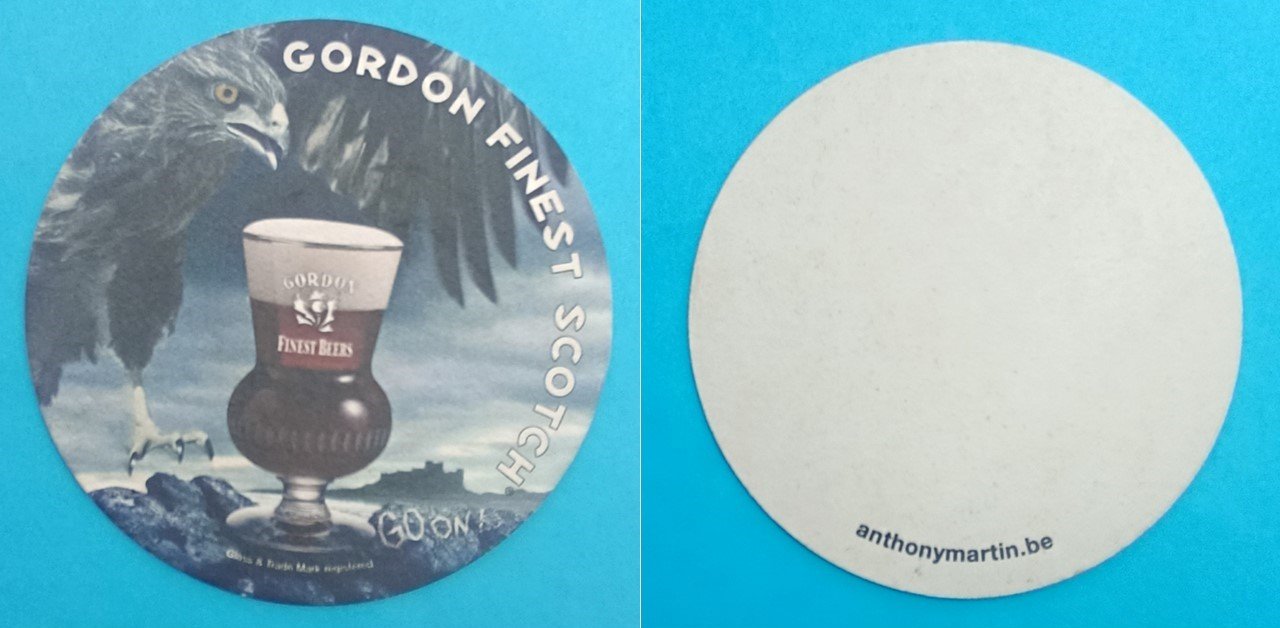 GORDON FINEST SCOTCH
GORDON
FINEST BEERS
GO ON!
Glass & Trade Mark registered
anthonymartin.be